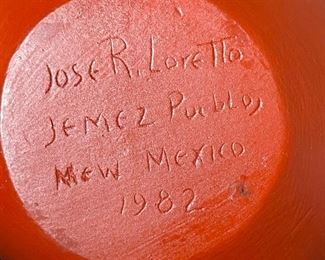 Jose R. Loretto
Jemez Pueblo,
New Mexico
1982